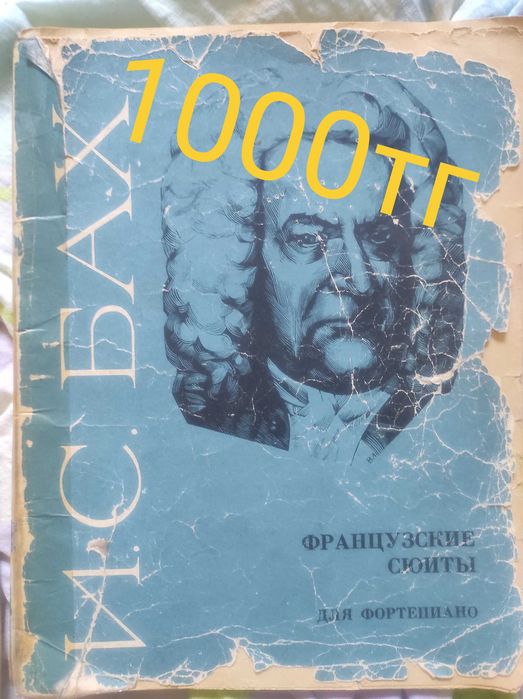 1000тг
И.С. БАХ
ФРАНЦУЗСКИЕ
СЮИТЫ
ДЛЯ ФОРТЕПИАНО